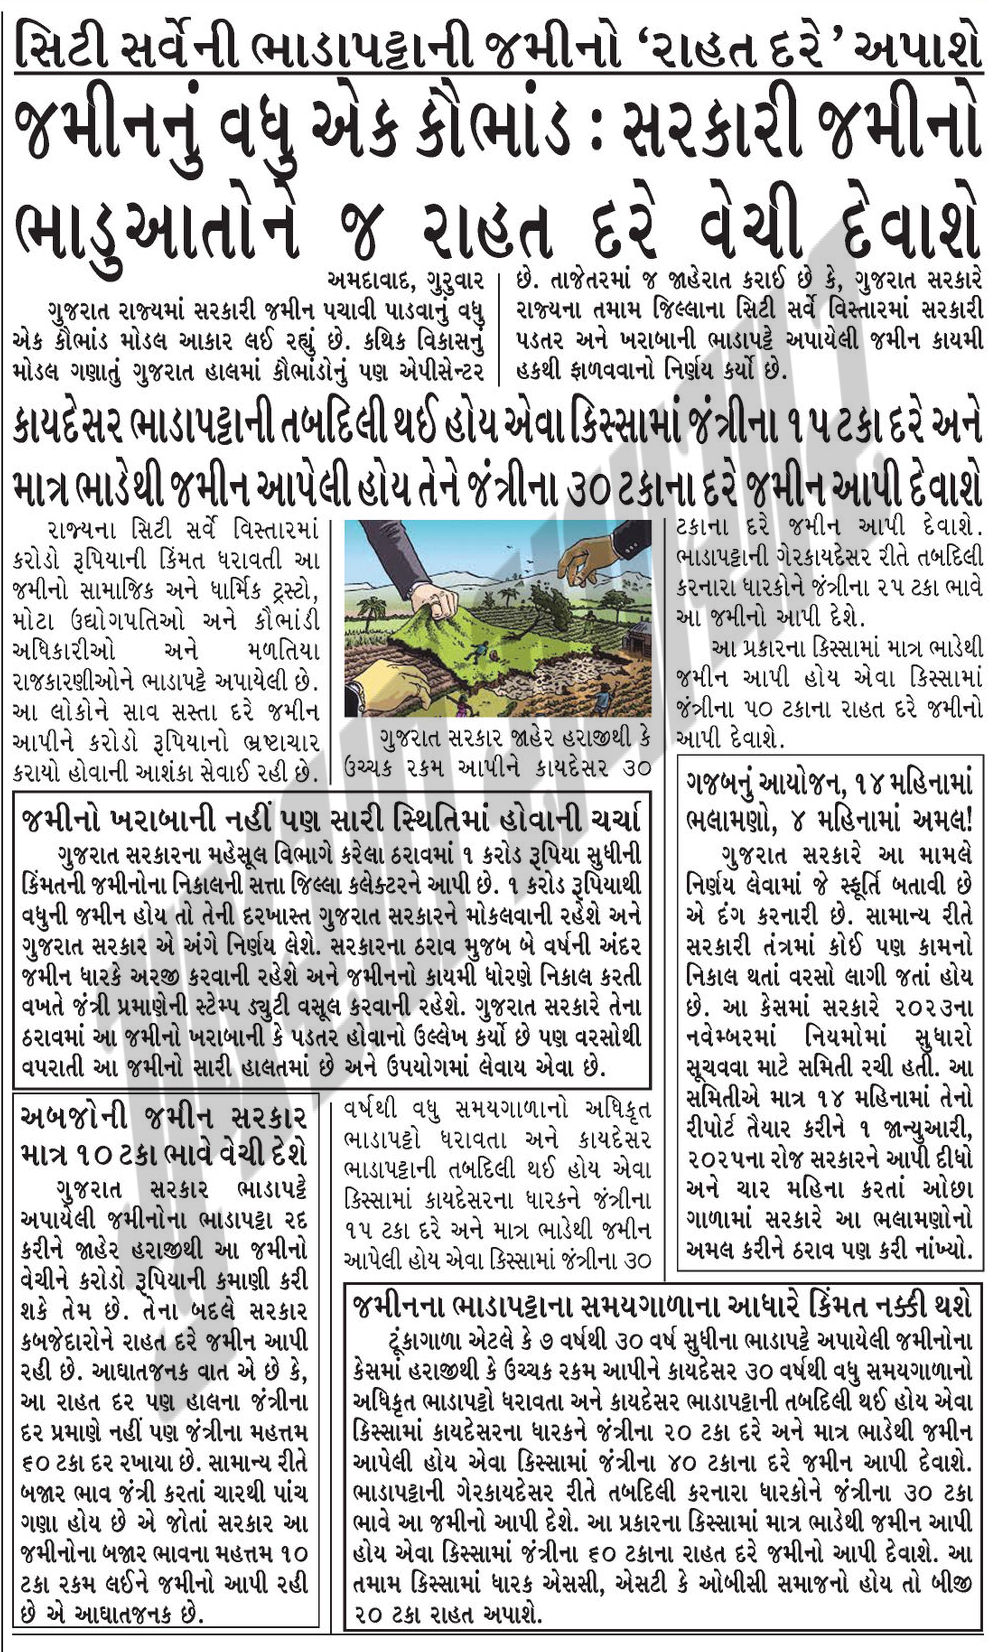 સિટી સર્વેની ભાડાપટ્ટાની જમીનો ‘રાહત દરે’ અપાશે
જમીનનું વધુ એક કૌભાંડ : સરકારી જમીનો
ભાડુઆતોને જ રાહત દરે વેચી દેવાશે
અમદાવાદ, ગુરુવાર
ગુજરાત રાજ્યમાં સરકારી જમીન પચાવી પાડવાનું વધુ
એક કૌભાંડ મોડલ આકાર લઈ રહ્યું છે. કથિક વિકાસનું
મોડલ ગણાતું ગુજરાત હાલમાં કૌભાંડોનું પણ એપીસેન્ટર
છે. તાજેતરમાં જ જાહેરાત કરાઈ છે કે, ગુજરાત સરકારે
રાજ્યના તમામ જિલ્લાના સિટી સર્વે વિસ્તારમાં સરકારી
પડતર અને ખરાબાની ભાડાપટ્ટે અપાયેલી જમીન કાયમી
હકથી ફાળવવાનો નિર્ણય કર્યો છે.
કાયદેસર ભાડાપટ્ટાની તબદિલી થઈ હોય એવા કિસ્સામાં જંત્રીના ૧૫ ટકા દરે અને
માત્ર ભાડેથી જમીન આપેલી હોય તેને જંત્રીના ૩૦ ટકાના દરે જમીન આપી દેવાશે
રાજ્યના સિટી સર્વે વિસ્તારમાં
કરોડો રૂપિયાની કિંમત ધરાવતી આ
જમીનો સામાજિક અને ધાર્મિક ટ્રસ્ટો,
મોટા ઉદ્યોગપતિઓ અને કૌભાંડી
અધિકારીઓ અને મળતિયા
રાજકારણીઓને ભાડાપટ્ટે અપાયેલી છે.
આ લોકોને સાવ સસ્તા દરે જમીન
આપીને કરોડો રૂપિયાનો ભ્રષ્ટાચાર
કરાયો હોવાની આશંકા સેવાઈ રહી છે.
ગુજરાત સરકાર જાહેર હરાજીથી કે
ઉચ્ચક રકમ આપીને કાયદેસર ૩૦
જમીનો ખરાબાની નહીં પણ સારી સ્થિતિમાં હોવાની ચર્ચા
ગુજરાત સરકારના મહેસૂલ વિભાગે કરેલા ઠરાવમાં ૧ કરોડ રૂપિયા સુધીની
કિંમતની જમીનોના નિકાલની સત્તા જિલ્લા કલેક્ટરને આપી છે. ૧ કરોડ રૂપિયાથી
વધુની જમીન હોય તો તેની દરખાસ્ત ગુજરાત સરકારને મોકલવાની રહેશે અને
ગુજરાત સરકાર એ અંગે નિર્ણય લેશે. સરકારના ઠરાવ મુજબ બે વર્ષની અંદર
જમીન ધારકે અરજી કરવાની રહેશે અને જમીનનો કાયમી ધોરણે નિકાલ કરતી
વખતે જંત્રી પ્રમાણેની સ્ટેમ્પ ડ્યુટી વસૂલ કરવાની રહેશે. ગુજરાત સરકારે તેના
ઠરાવમાં આ જમીનો ખરાબાની કે પડતર હોવાનો ઉલ્લેખ કર્યો છે પણ વરસોથી
વપરાતી આ જમીનો સારી હાલતમાં છે અને ઉપયોગમાં લેવાય એવા છે.
અબજોની જમીન સરકાર
માત્ર ૧૦ ટકા ભાવે વેચી દેશે
ગુજરાત સરકાર ભાડાપટ્ટે
અપાયેલી જમીનોના ભાડાપટ્ટા રદ
કરીને જાહેર હરાજીથી આ જમીનો
વેચીને કરોડો રૂપિયાની કમાણી કરી
શકે તેમ છે. તેના બદલે સરકાર
કબજેદારોને રાહત દરે જમીન આપી
રહી છે. આઘાતજનક વાત એ છે કે,
આ રાહત દર પણ હાલના જંત્રીના
દર પ્રમાણે નહીં પણ જંત્રીના મહત્તમ
૬૦ ટકા દર રખાયા છે. સામાન્ય રીતે
બજાર ભાવ જંત્રી કરતાં ચારથી પાંચ
ગણા હોય છે એ જોતાં સરકાર આ
જમીનોના બજાર ભાવના મહત્તમ ૧૦
ટકા રકમ લઈને જમીનો આપી રહી
છે એ આઘાતજનક છે.
વર્ષથી વધુ સમયગાળાનો અધિકૃત
ભાડાપટ્ટો ધરાવતા અને કાયદેસર
ભાડાપટ્ટાની તબદિલી થઈ હોય એવા
કિસ્સામાં કાયદેસરના ધારકને જંત્રીના
૧૫ ટકા દરે અને માત્ર ભાડેથી જમીન
આપેલી હોય એવા કિસ્સામાં જંત્રીના ૩૦
ટકાના દરે જમીન આપી દેવાશે.
ભાડાપટ્ટાની ગેરકાયદેસર રીતે તબદિલી
કરનારા ધારકોને જંત્રીના ૨૫ ટકા ભાવે
આ જમીનો આપી દેશે.
આ પ્રકારના કિસ્સામાં માત્ર ભાડેથી
જમીન આપી હોય એવા કિસ્સામાં
જંત્રીના ૫૦ ટકાના રાહત દરે જમીનો
આપી દેવાશે.
ગજબનું આયોજન, ૧૪ મહિનામાં
ભલામણો, ૪ મહિનામાં અમલ!
ગુજરાત સરકારે આ મામલે
નિર્ણય લેવામાં જે સ્ફૂર્તિ બતાવી છે
એ દંગ કરનારી છે. સામાન્ય રીતે
સરકારી તંત્રમાં કોઈ પણ કામનો
નિકાલ થતાં વરસો લાગી જતાં હોય
છે. આ કેસમાં સરકારે ૨૦૨૩ના
નવેમ્બરમાં નિયમોમાં સુધારો
સૂચવવા માટે સમિતી રચી હતી. આ
સમિતીએ માત્ર ૧૪ મહિનામાં તેનો
રીપોર્ટ તૈયાર કરીને ૧ જાન્યુઆરી,
૨૦૨૫ના રોજ સરકારને આપી દીધો
અને ચાર મહિના કરતાં ઓછા
ગાળામાં સરકારે આ ભલામણોનો
અમલ કરીને ઠરાવ પણ કરી નાંખ્યો.
જમીનના ભાડાપટ્ટાના સમયગાળાના આધારે કિંમત નક્કી થશે
ટૂંકાગાળા એટલે કે ૭ વર્ષથી ૩૦ વર્ષ સુધીના ભાડાપટ્ટે અપાયેલી જમીનોના
કેસમાં હરાજીથી કે ઉચ્ચક રકમ આપીને કાયદેસર ૩૦ વર્ષથી વધુ સમયગાળાનો
અધિકૃત ભાડાપટ્ટો ધરાવતા અને કાયદેસર ભાડાપટ્ટાની તબદીલી થઈ હોય એવા
કિસ્સામાં કાયદેસરના ધારકને જંત્રીના ૨૦ ટકા દરે અને માત્ર ભાડેથી જમીન
આપેલી હોય એવા કિસ્સામાં જંત્રીના ૪૦ ટકાના દરે જમીન આપી દેવાશે.
ભાડાપટ્ટાની ગેરકાયદેસર રીતે તબદિલી કરનારા ધારકોને જંત્રીના ૩૦ ટકા
ભાવે આ જમીનો આપી દેશે. આ પ્રકારના કિસ્સામાં માત્ર ભાડેથી જમીન આપી
હોય એવા કિસ્સામાં જંત્રીના ૬૦ ટકાના રાહત દરે જમીનો આપી દેવાશે. આ
તમામ કિસ્સામાં ધારક એસસી, એસટી કે ઓબીસી સમાજનો હોય તો બીજી
૨૦ ટકા રાહત અપાશે.